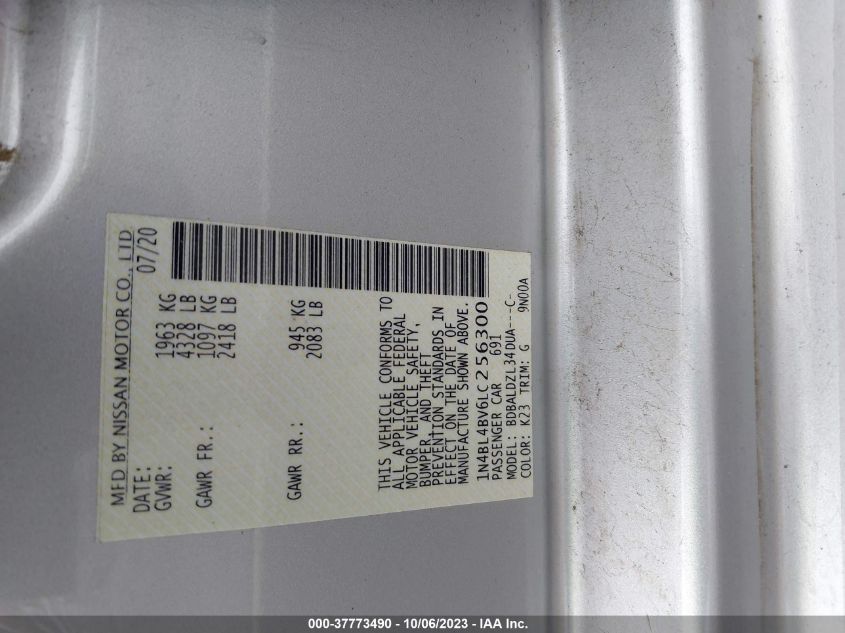 MFD BY NISSAN MOTOR CO., LTD.
DATE: 07/20
GVWR: 1963 KG
4328 LB
GAWR FR.: 1097 KG
2418 LB
GAWR RR.: 945 KG
2083 LB
THIS VEHICLE CONFORMS TO
ALL APPLICABLE FEDERAL
MOTOR VEHICLE SAFETY,
BUMPER, AND THEFT
PREVENTION STANDARDS IN
EFFECT ON THE DATE OF
MANUFACTURE SHOWN ABOVE.
1N4BL4BV6LC256300
PASSENGER CAR 691
MODEL: BDBALDZL34DUA---C-
COLOR: K23 TRIM: G 9N00A
000-37773490 - 10/06/2023 - IAA Inc.